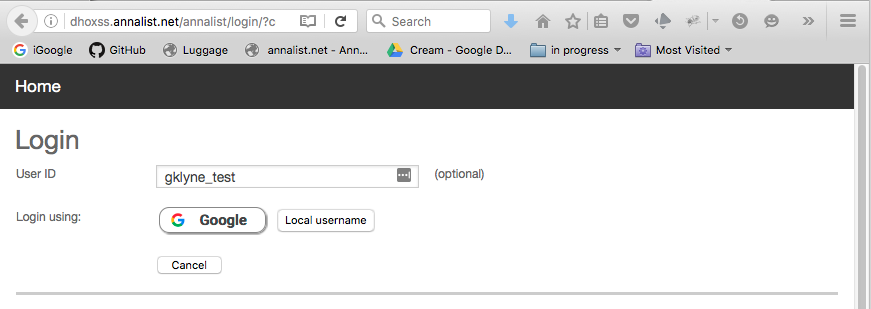 dhoxss.annalist.net/annalist/login/?c
Search
iGoogle GitHub Luggage annalist.net - Ann... Cream - Google D... in progress Most Visited
Home
Login
User ID gklyne_test (optional)
Login using: Google Local username
Cancel